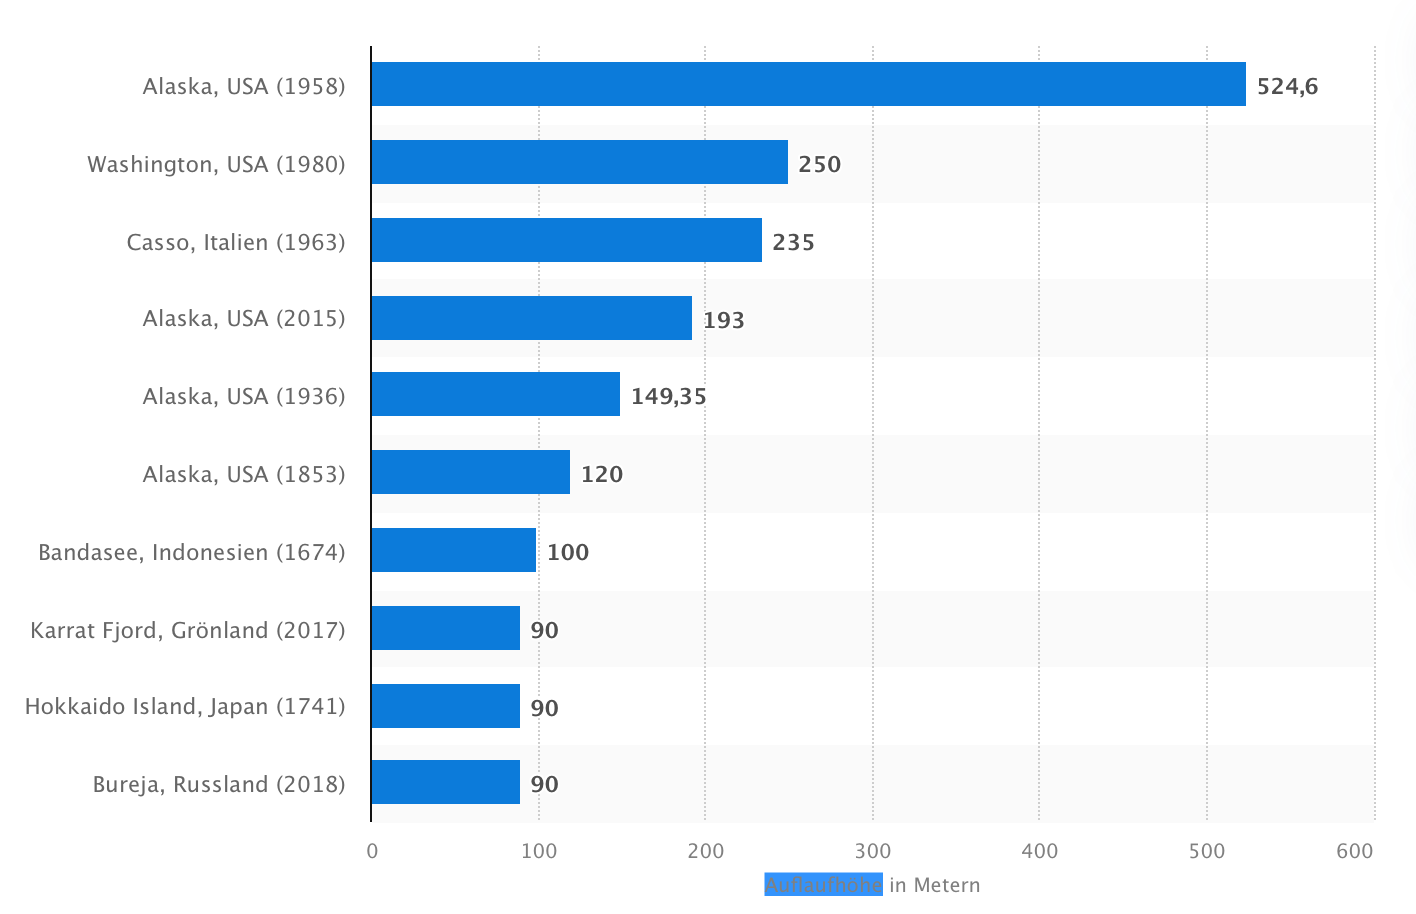 Alaska, USA (1958) 524,6
Washington, USA (1980) 250
Casso, Italien (1963) 235
Alaska, USA (2015) 193
Alaska, USA (1936) 149,35
Alaska, USA (1853) 120
Bandasee, Indonesien (1674) 100
Karrat Fjord, Grönland (2017) 90
Hokkaido Island, Japan (1741) 90
Bureja, Russland (2018) 90
0 100 200 300 400 500 600
Auflaufhöhe in Metern